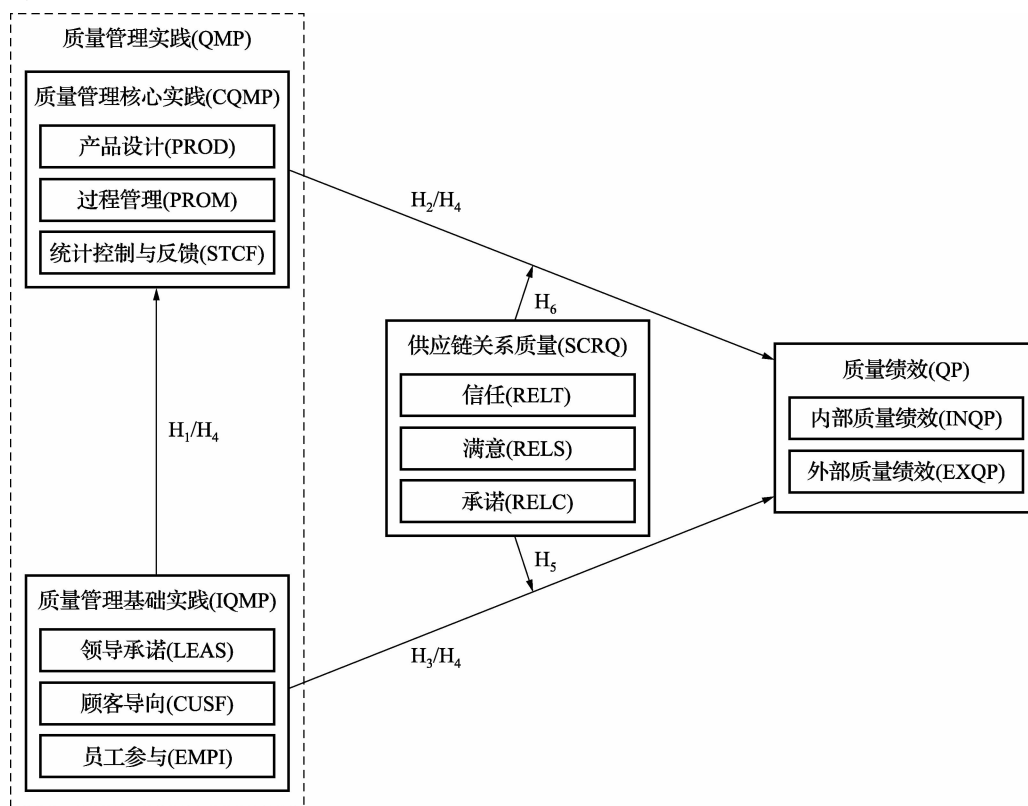 质量管理实践(QMP)
质量管理核心实践(CQMP)
产品设计(PROD)
过程管理(PROM)
统计控制与反馈(STCF)
H2/H4
H6
供应链关系质量(SCRQ)
信任(RELT)
满意(RELS)
承诺(RELC)
质量绩效(QP)
内部质量绩效(INQP)
外部质量绩效(EXQP)
H1/H4
H5
质量管理基础实践(IQMP)
领导承诺(LEAS)
顾客导向(CUSF)
员工参与(EMPI)
H3/H4